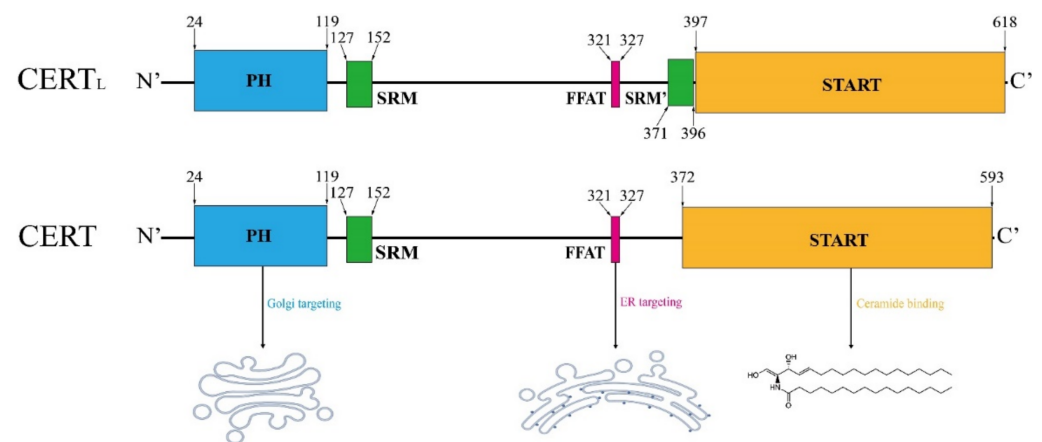 24 119 127 152 321 327 397 618
CERTL N’ PH SRM FFAT SRM’ START C’
371 396
24 119 127 152 321 327 372 593
CERT N’ PH SRM FFAT START C’
Golgi targeting ER targeting Ceramide binding
OH
HO
HN
O